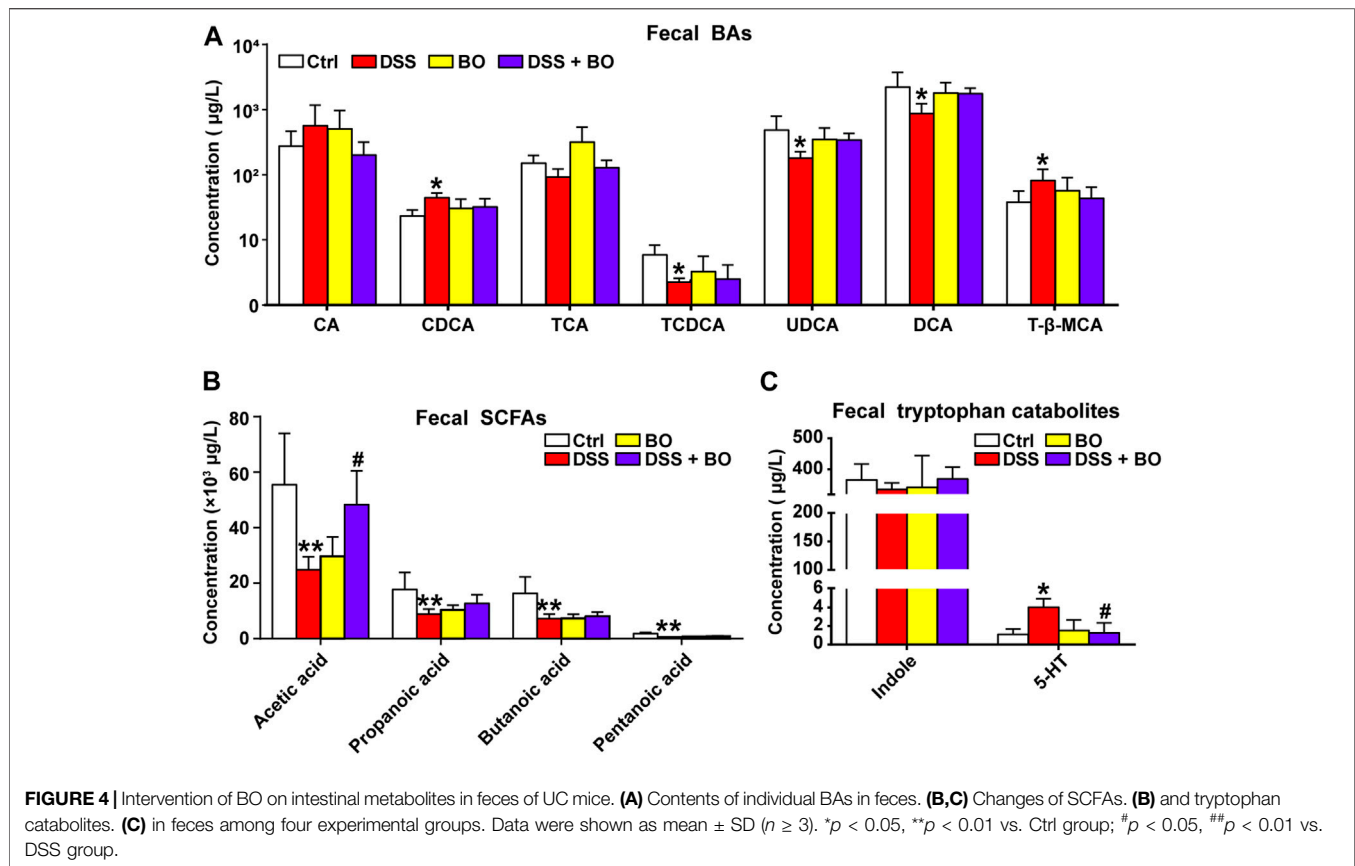 A
Fecal BAs
Ctrl DSS BO DSS + BO
Concentration ( µg/L)
10⁴
10³
10²
10
0
* * * * *
CA CDCA TCA TCDCA UDCA DCA T-β-MCA
B
Fecal SCFAs
Ctrl BO
DSS DSS + BO
Concentration (×10³ µg/L)
80
60
40
20
0
** # ** ** **
Acetic acid
Propanoic acid
Butanoic acid
Pentanoic acid
C
Fecal tryptophan catabolites
Ctrl BO
DSS DSS + BO
Concentration ( µg/L)
500
400
200
150
100
6
4
2
0
* #
Indole
5-HT
FIGURE 4 | Intervention of BO on intestinal metabolites in feces of UC mice. (A) Contents of individual BAs in feces. (B,C) Changes of SCFAs. (B) and tryptophan
catabolites. (C) in feces among four experimental groups. Data were shown as mean ± SD (n ≥ 3). *p < 0.05, **p < 0.01 vs. Ctrl group; #p < 0.05, ##p < 0.01 vs.
DSS group.